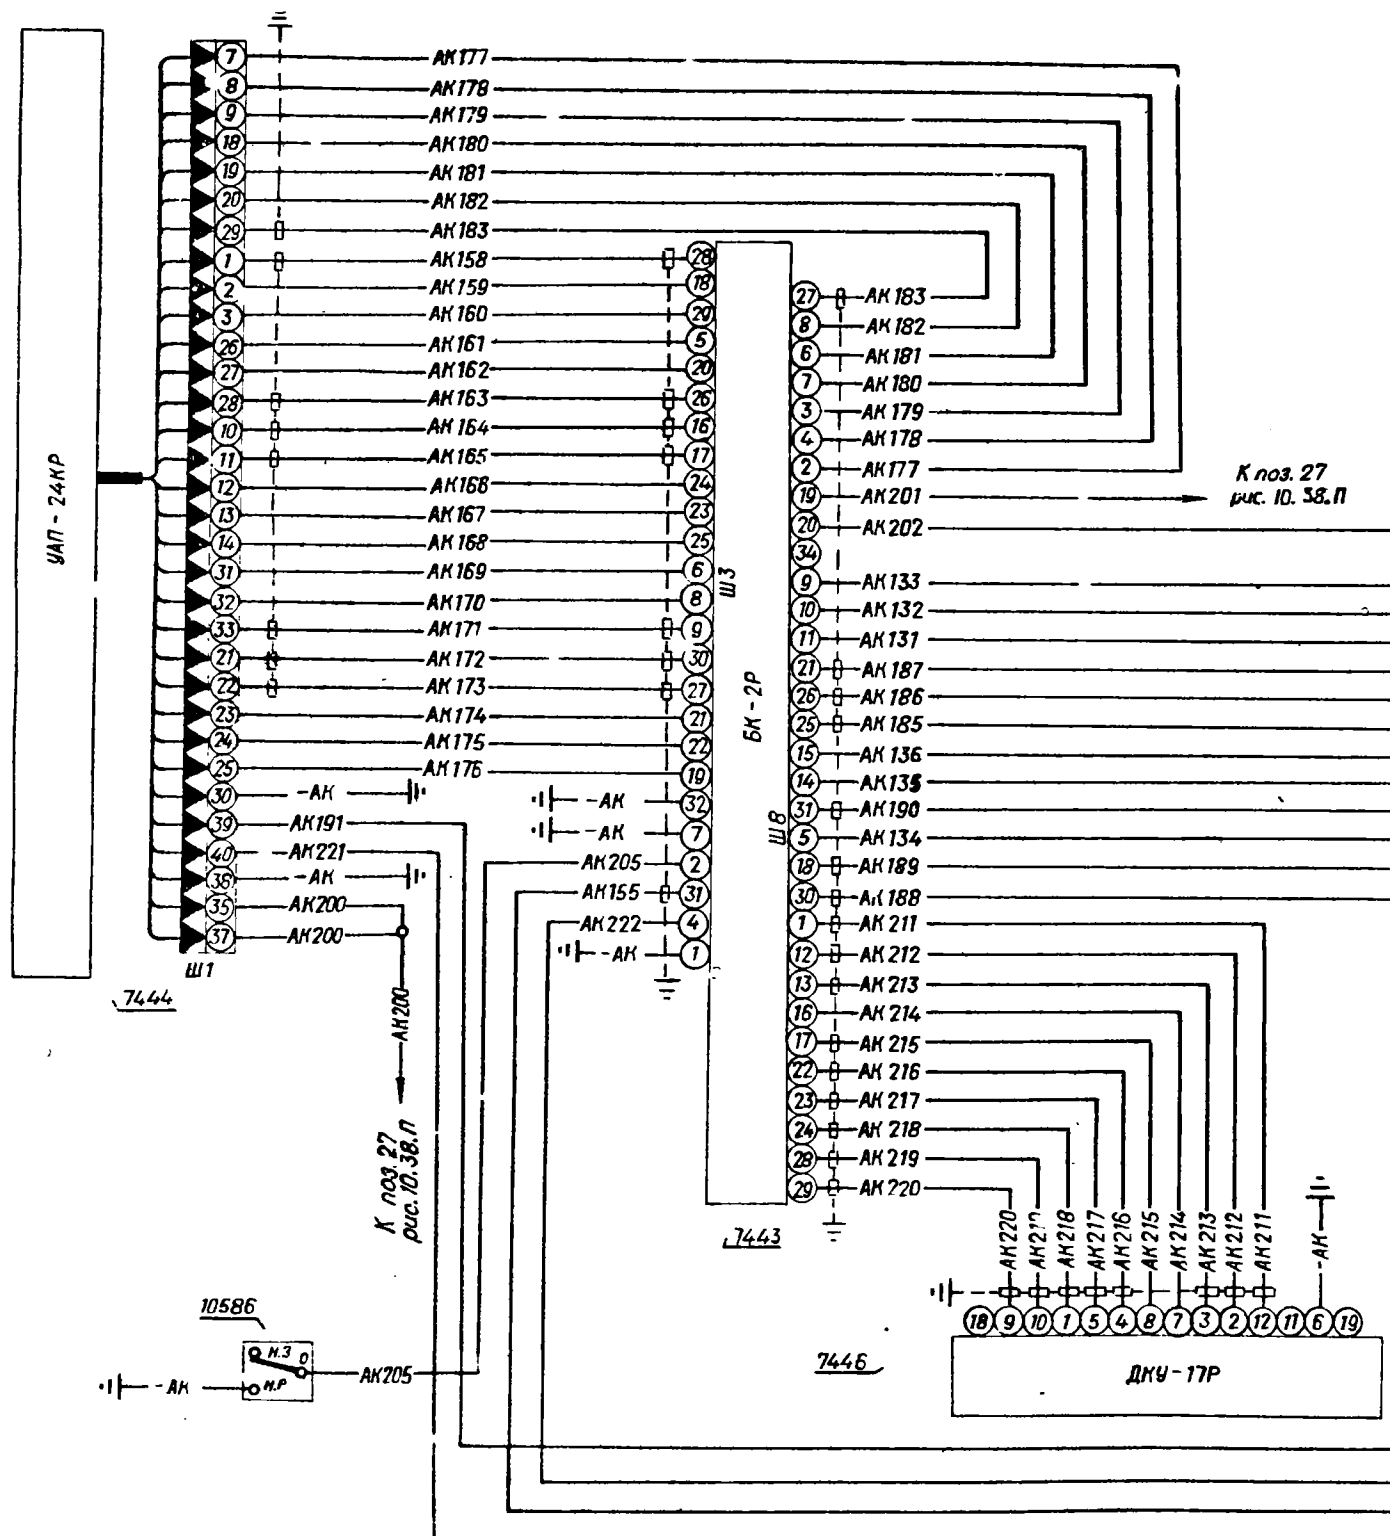 УАП-24КР
7444
Ш1
7 АК177
8 АК178
9 АК179
18 АК180
19 АК181
20 АК182
29 АК183
1 АК158 28
2 АК159 18
3 АК160 29
26 АК161 5
27 АК162 20
28 АК163 26
10 АК164 16
11 АК165 17
12 АК166 24
13 АК167 23
14 АК168 25
31 АК169 6
32 АК170 8
33 АК171 9
21 АК172 30
22 АК173 27
23 АК174 21
24 АК175 22
25 АК176 19
30 -АК
39 АК191
40 АК221
38 -АК
35 АК200
37 АК200
АК200
К поз. 27
рис. 10.38.П
-АК 32
-АК 7
АК205 2
АК155 31
АК222 4
-АК 1
Ш3
БК-2Р
Ш8
7443
27 АК183
8 АК182
6 АК181
7 АК180
3 АК179
4 АК178
2 АК177
19 АК201
К поз. 27
рис. 10. 38.П
20 АК202
34
9 АК133
10 АК132
11 АК131
21 АК187
26 АК186
25 АК185
15 АК136
14 АК135
31 АК190
5 АК134
18 АК189
30 АК188
1 АК211
12 АК212
13 АК213
16 АК214
17 АК215
22 АК216
23 АК217
24 АК218
28 АК219
29 АК220
АК220 АК219 АК218 АК217 АК216 АК215 АК214 АК213 АК212 АК211 -АК
18 9 10 1 5 4 8 7 3 2 12 11 6 19
7446
ДКУ-17Р
10586
Н.З
О
Н.Р
-АК
АК205